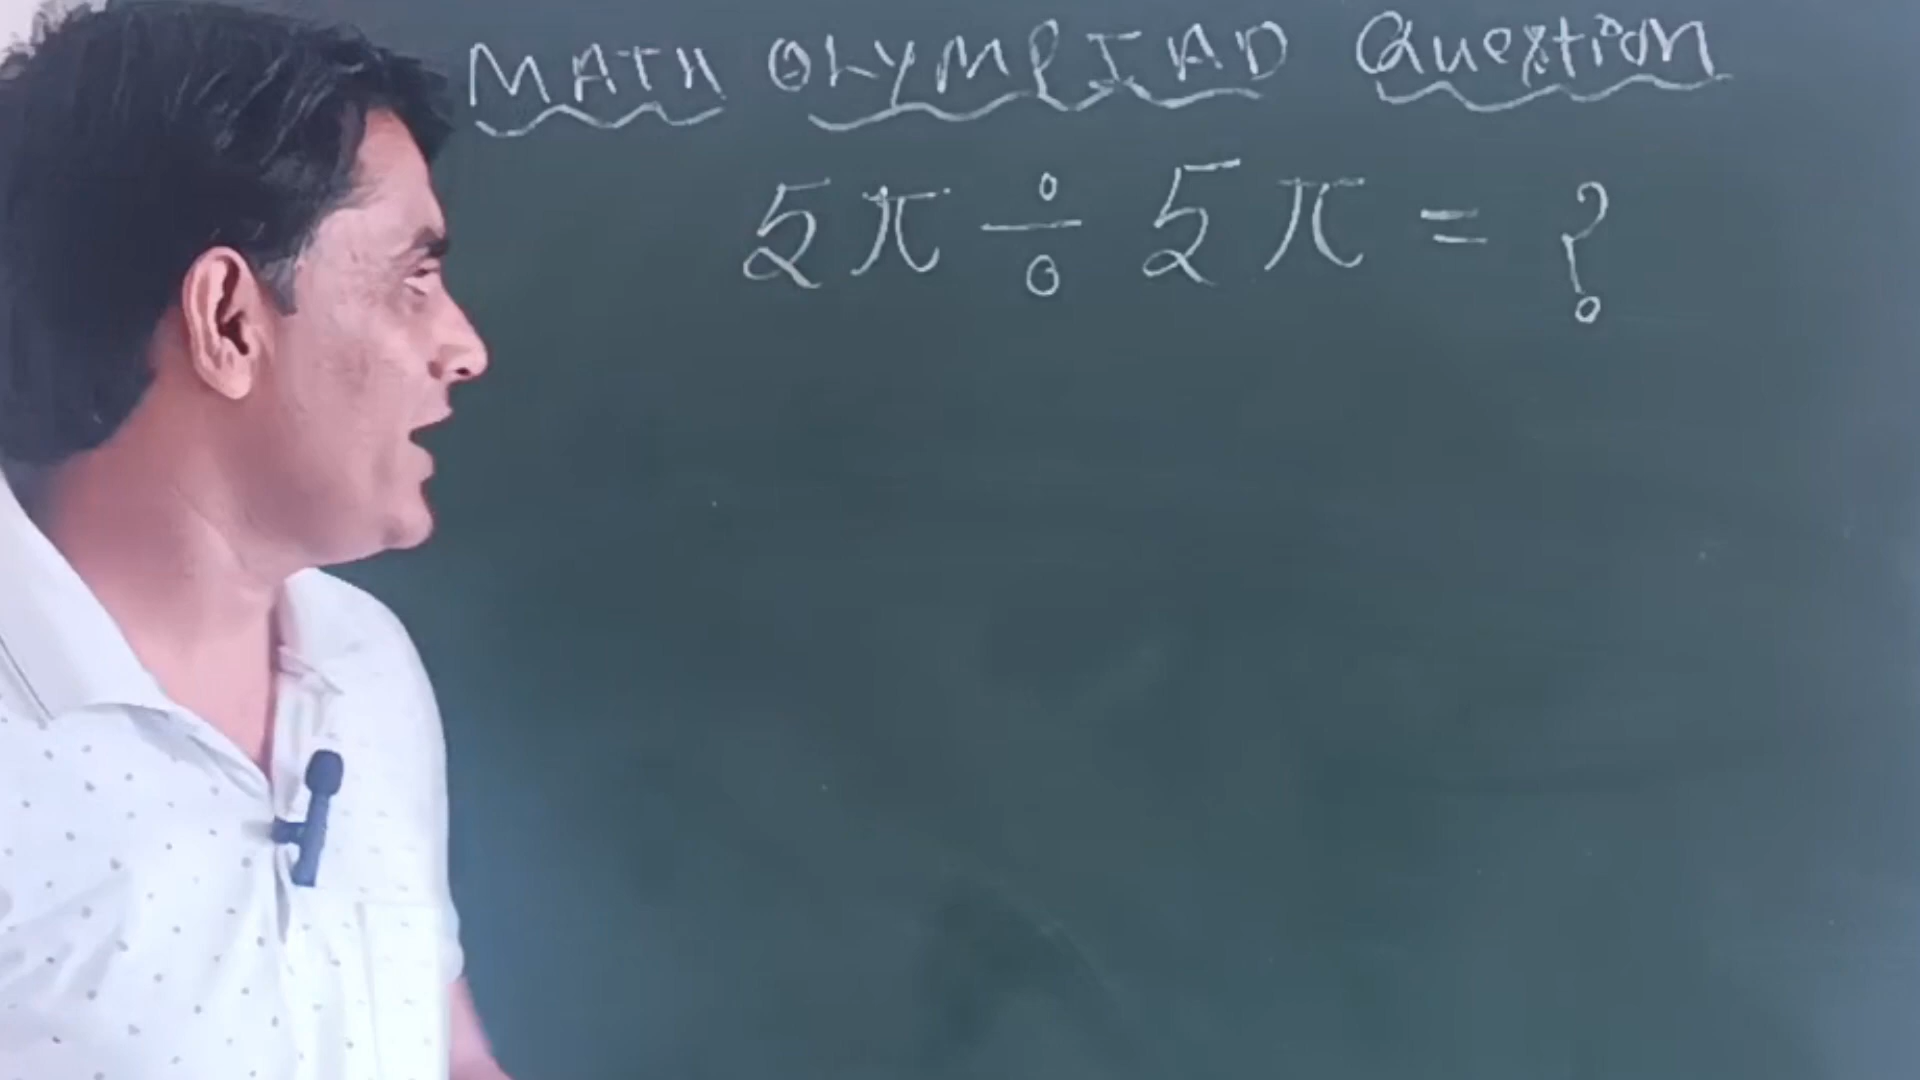 MATH OLYMPIAD Question
5π ÷ 5π = ?